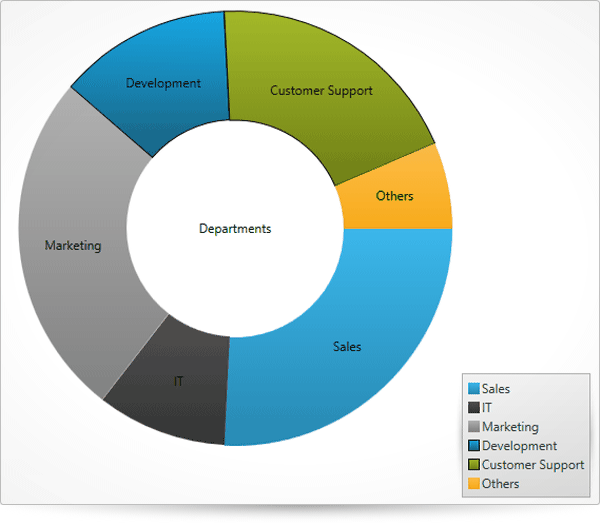 Development
Customer Support
Others
Departments
Marketing
Sales
IT
Sales
IT
Marketing
Development
Customer Support
Others